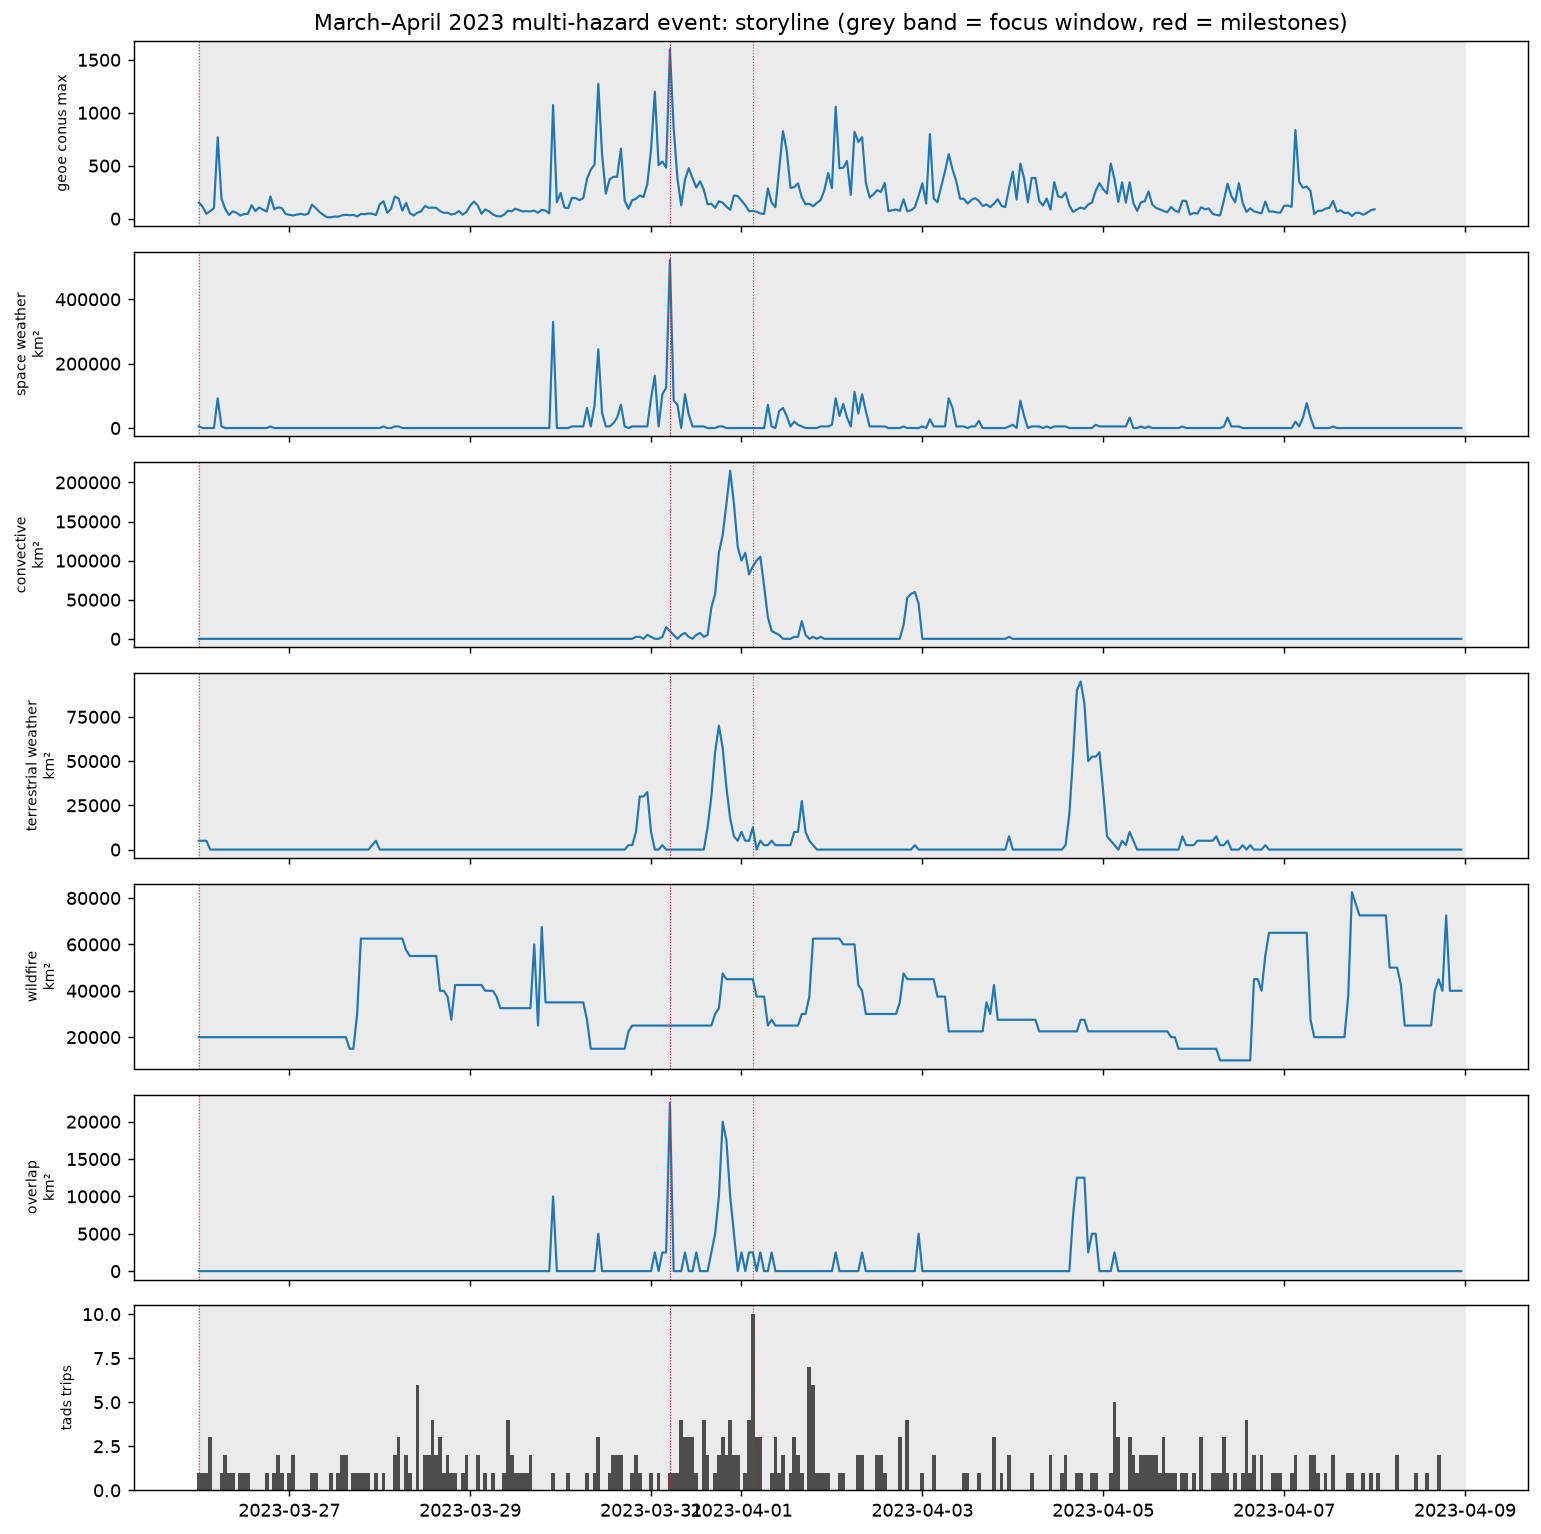 March–April 2023 multi-hazard event: storyline (grey band = focus window, red = milestones)
geoe conus max
1500
1000
500
0
space weather
km²
400000
200000
0
convective
km²
200000
150000
100000
50000
0
terrestrial weather
km²
75000
50000
25000
0
wildfire
km²
80000
60000
40000
20000
overlap
km²
20000
15000
10000
5000
0
tads trips
10.0
7.5
5.0
2.5
0.0
2023-03-27
2023-03-29
2023-03-31
2023-04-01
2023-04-03
2023-04-05
2023-04-07
2023-04-09